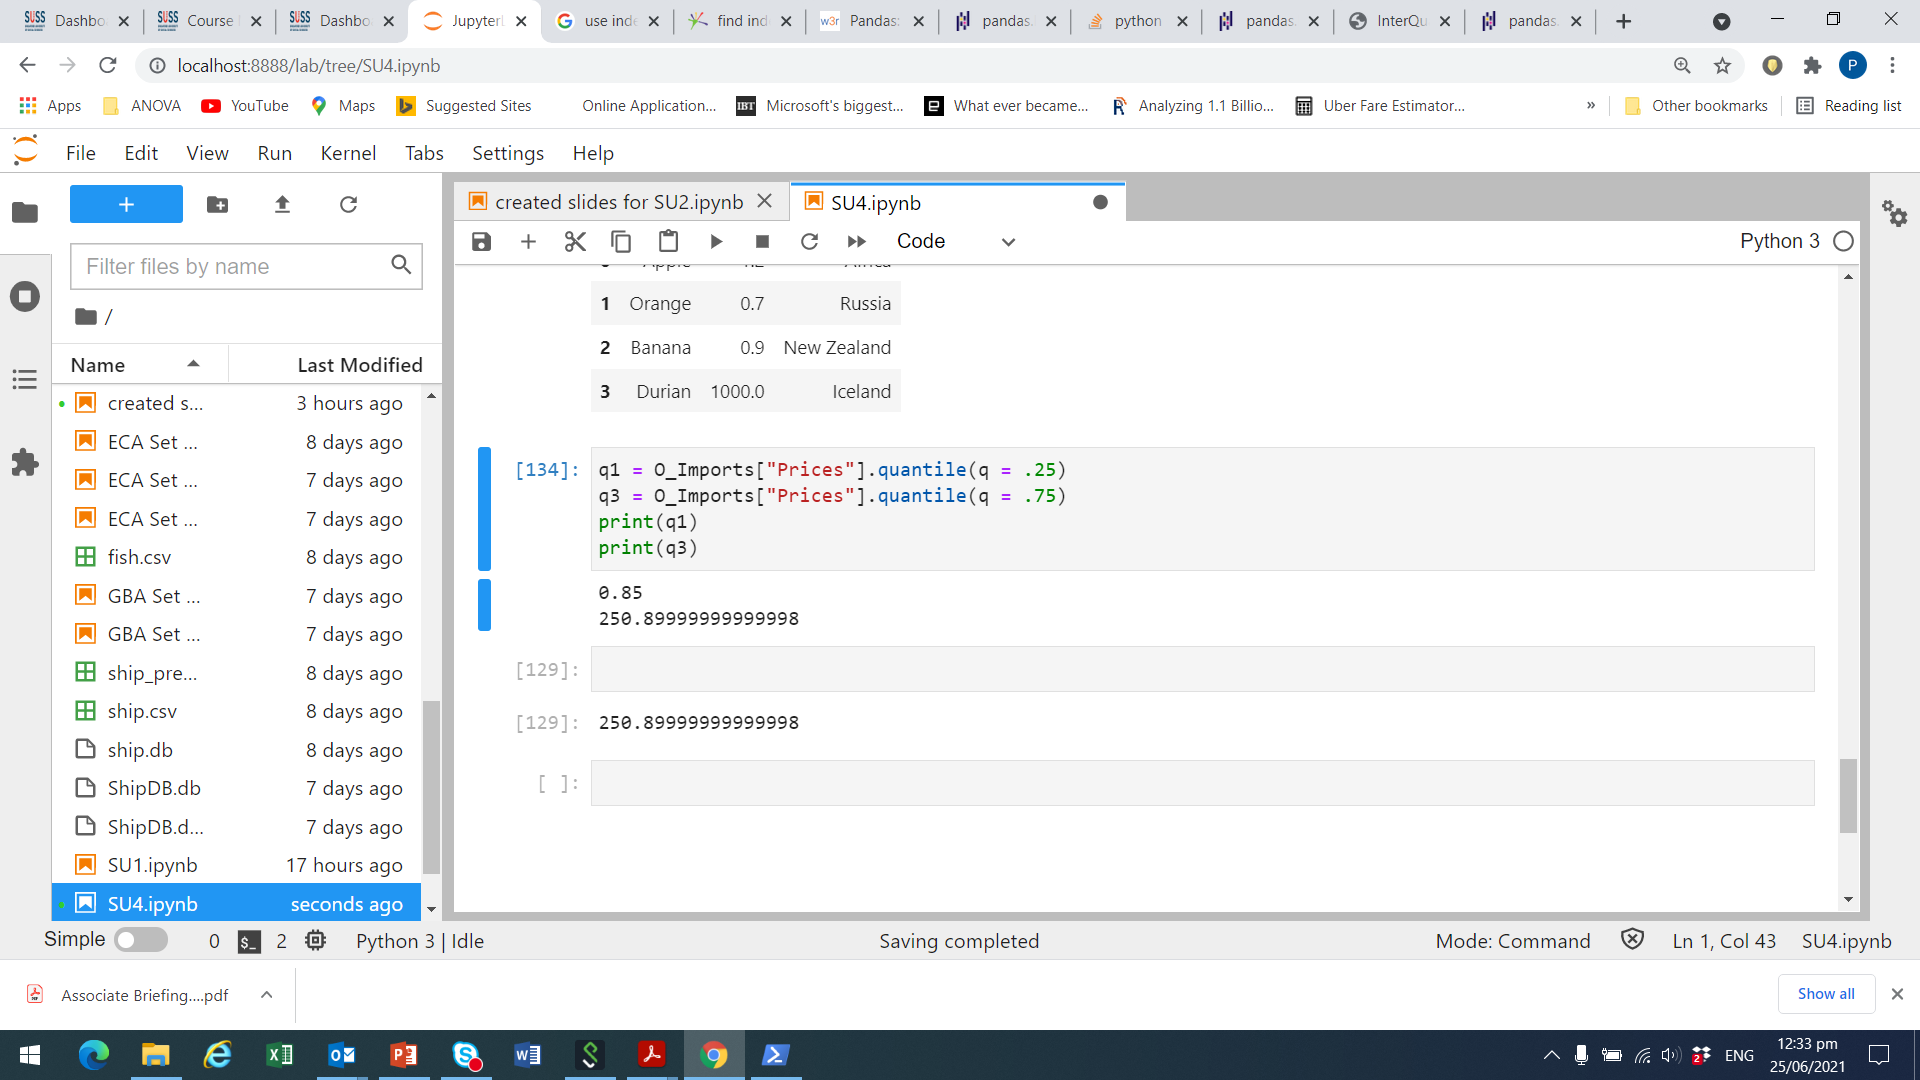 Dashbo
Course
Dashbo
Jupyterl
use inde
find ind
w3r Pandas:
pandas.
python
pandas.
InterQu
pandas.
localhost:8888/lab/tree/SU4.ipynb
P
Apps
ANOVA
YouTube
Maps
Suggested Sites
Online Application...
IBT Microsoft's biggest...
What ever became...
Analyzing 1.1 Billio...
Uber Fare Estimator...
»
Other bookmarks
Reading list
File Edit View Run Kernel Tabs Settings Help
created slides for SU2.ipynb
SU4.ipynb
Code
Python 3
Filter files by name
/
Name
Last Modified
created s... 3 hours ago
ECA Set ... 8 days ago
ECA Set ... 7 days ago
ECA Set ... 7 days ago
fish.csv 8 days ago
GBA Set ... 7 days ago
GBA Set ... 7 days ago
ship_pre... 8 days ago
ship.csv 8 days ago
ship.db 8 days ago
ShipDB.db 7 days ago
ShipDB.d... 7 days ago
SU1.ipynb 17 hours ago
SU4.ipynb seconds ago
1 Orange 0.7 Russia
2 Banana 0.9 New Zealand
3 Durian 1000.0 Iceland
[134]: q1 = O_Imports["Prices"].quantile(q = .25)
q3 = O_Imports["Prices"].quantile(q = .75)
print(q1)
print(q3)
0.85
250.89999999999998
[129]:
[129]: 250.89999999999998
[ ]:
Simple
0
$_
2
Python 3 | Idle
Saving completed
Mode: Command
Ln 1, Col 43
SU4.ipynb
Associate Briefing....pdf
Show all
ENG
12:33 pm
25/06/2021